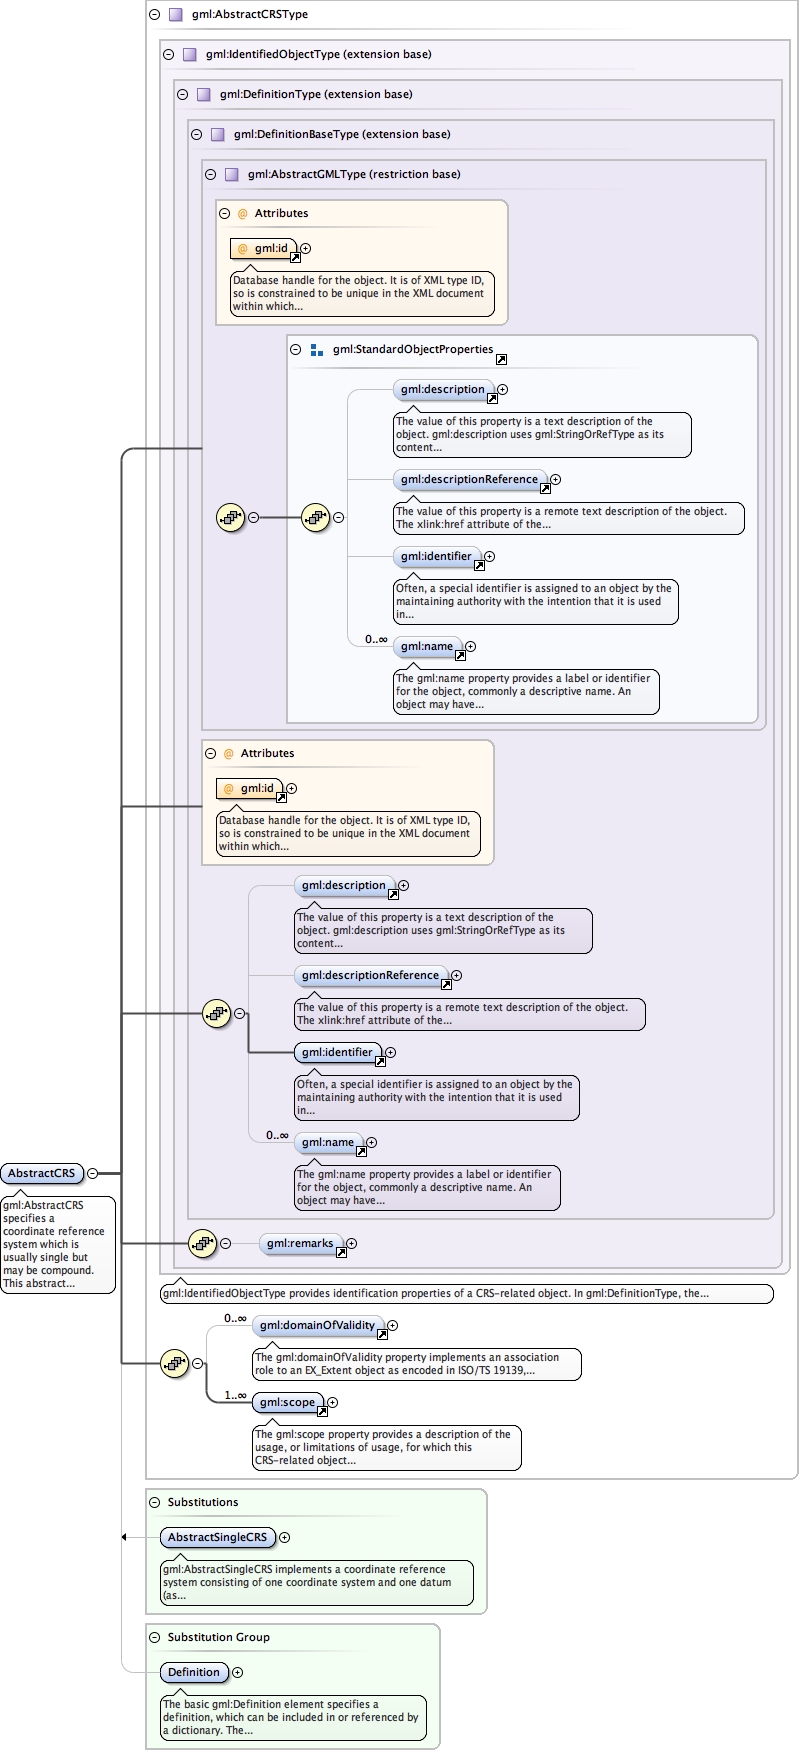 gml:AbstractCRSType
gml:IdentifiedObjectType (extension base)
gml:DefinitionType (extension base)
gml:DefinitionBaseType (extension base)
gml:AbstractGMLType (restriction base)
@ Attributes
@ gml:id
Database handle for the object. It is of XML type ID,
so is constrained to be unique in the XML document
within which...
gml:StandardObjectProperties
gml:description
The value of this property is a text description of the
object. gml:description uses gml:StringOrRefType as its
content...
gml:descriptionReference
The value of this property is a remote text description of the object.
The xlink:href attribute of the...
gml:identifier
Often, a special identifier is assigned to an object by the
maintaining authority with the intention that it is used
in...
0..∞
gml:name
The gml:name property provides a label or identifier
for the object, commonly a descriptive name. An
object may have...
@ Attributes
@ gml:id
Database handle for the object. It is of XML type ID,
so is constrained to be unique in the XML document
within which...
gml:description
The value of this property is a text description of the
object. gml:description uses gml:StringOrRefType as its
content...
gml:descriptionReference
The value of this property is a remote text description of the object.
The xlink:href attribute of the...
gml:identifier
Often, a special identifier is assigned to an object by the
maintaining authority with the intention that it is used
in...
0..∞
gml:name
The gml:name property provides a label or identifier
for the object, commonly a descriptive name. An
object may have...
AbstractCRS
gml:AbstractCRS
specifies a
coordinate reference
system which is
usually single but
may be compound.
This abstract...
gml:remarks
gml:IdentifiedObjectType provides identification properties of a CRS-related object. In gml:DefinitionType, the...
0..∞
gml:domainOfValidity
The gml:domainOfValidity property implements an association
role to an EX_Extent object as encoded in ISO/TS 19139,...
1..∞
gml:scope
The gml:scope property provides a description of the
usage, or limitations of usage, for which this
CRS-related object...
Substitutions
AbstractSingleCRS
gml:AbstractSingleCRS implements a coordinate reference
system consisting of one coordinate system and one datum
(as...
Substitution Group
Definition
The basic gml:Definition element specifies a
definition, which can be included in or referenced by
a dictionary. The...